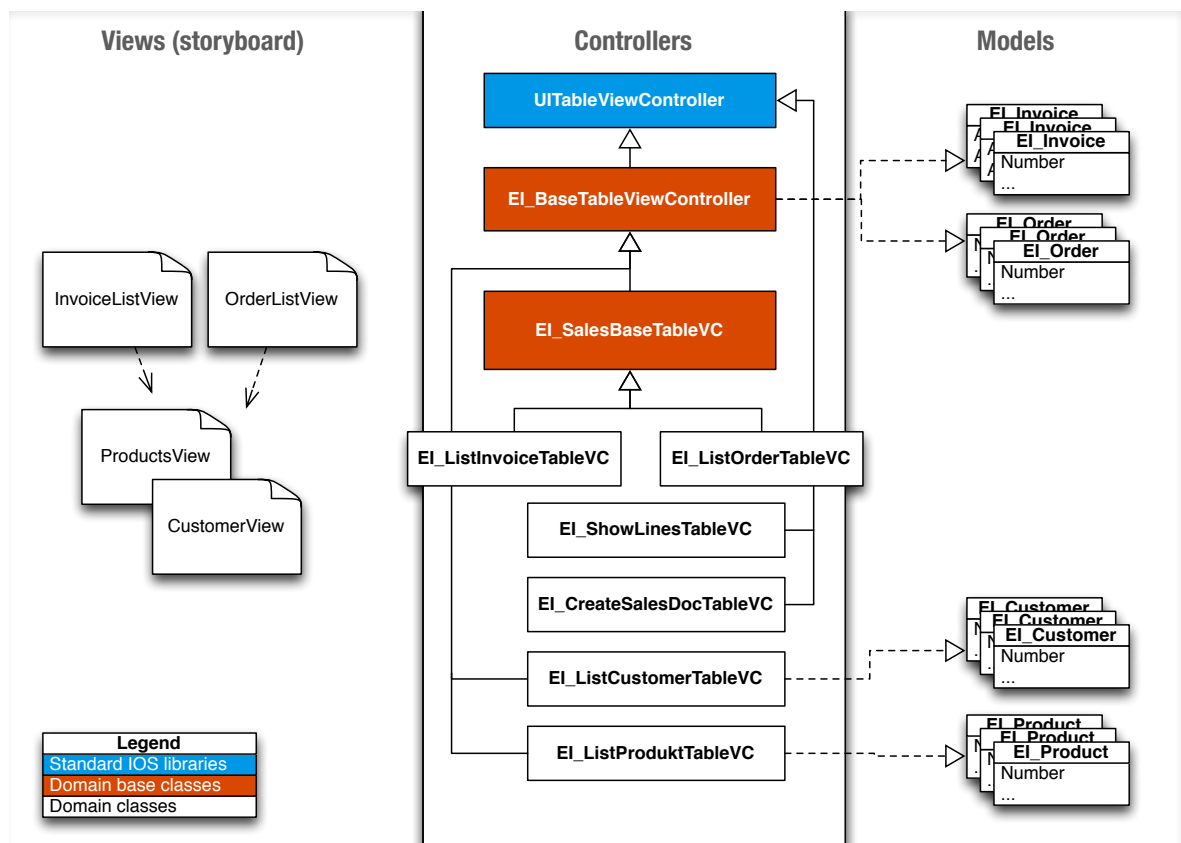 Views (storyboard)
Controllers
Models
UITableViewController
EI_BaseTableViewController
EI_SalesBaseTableVC
EI_ListInvoiceTableVC
EI_ListOrderTableVC
EI_ShowLinesTableVC
EI_CreateSalesDocTableVC
EI_ListCustomerTableVC
EI_ListProduktTableVC
InvoiceListView
OrderListView
ProductsView
CustomerView
EI_Invoice
A
A
EI_Invoice
A
A
EI_Invoice
Number
...
EI_Order
N
.
EI_Order
N
.
EI_Order
Number
...
EI_Customer
N
.
EI_Customer
N
.
EI_Customer
Number
...
EI_Product
N
.
EI_Product
N
.
EI_Product
Number
...
Legend
Standard IOS libraries
Domain base classes
Domain classes